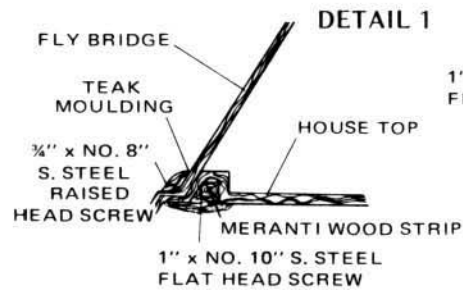 DETAIL 1
FLY BRIDGE
TEAK
MOULDING
¾" x NO. 8"
S. STEEL
RAISED
HEAD SCREW
HOUSE TOP
MERANTI WOOD STRIP
1" x NO. 10" S. STEEL
FLAT HEAD SCREW
1"